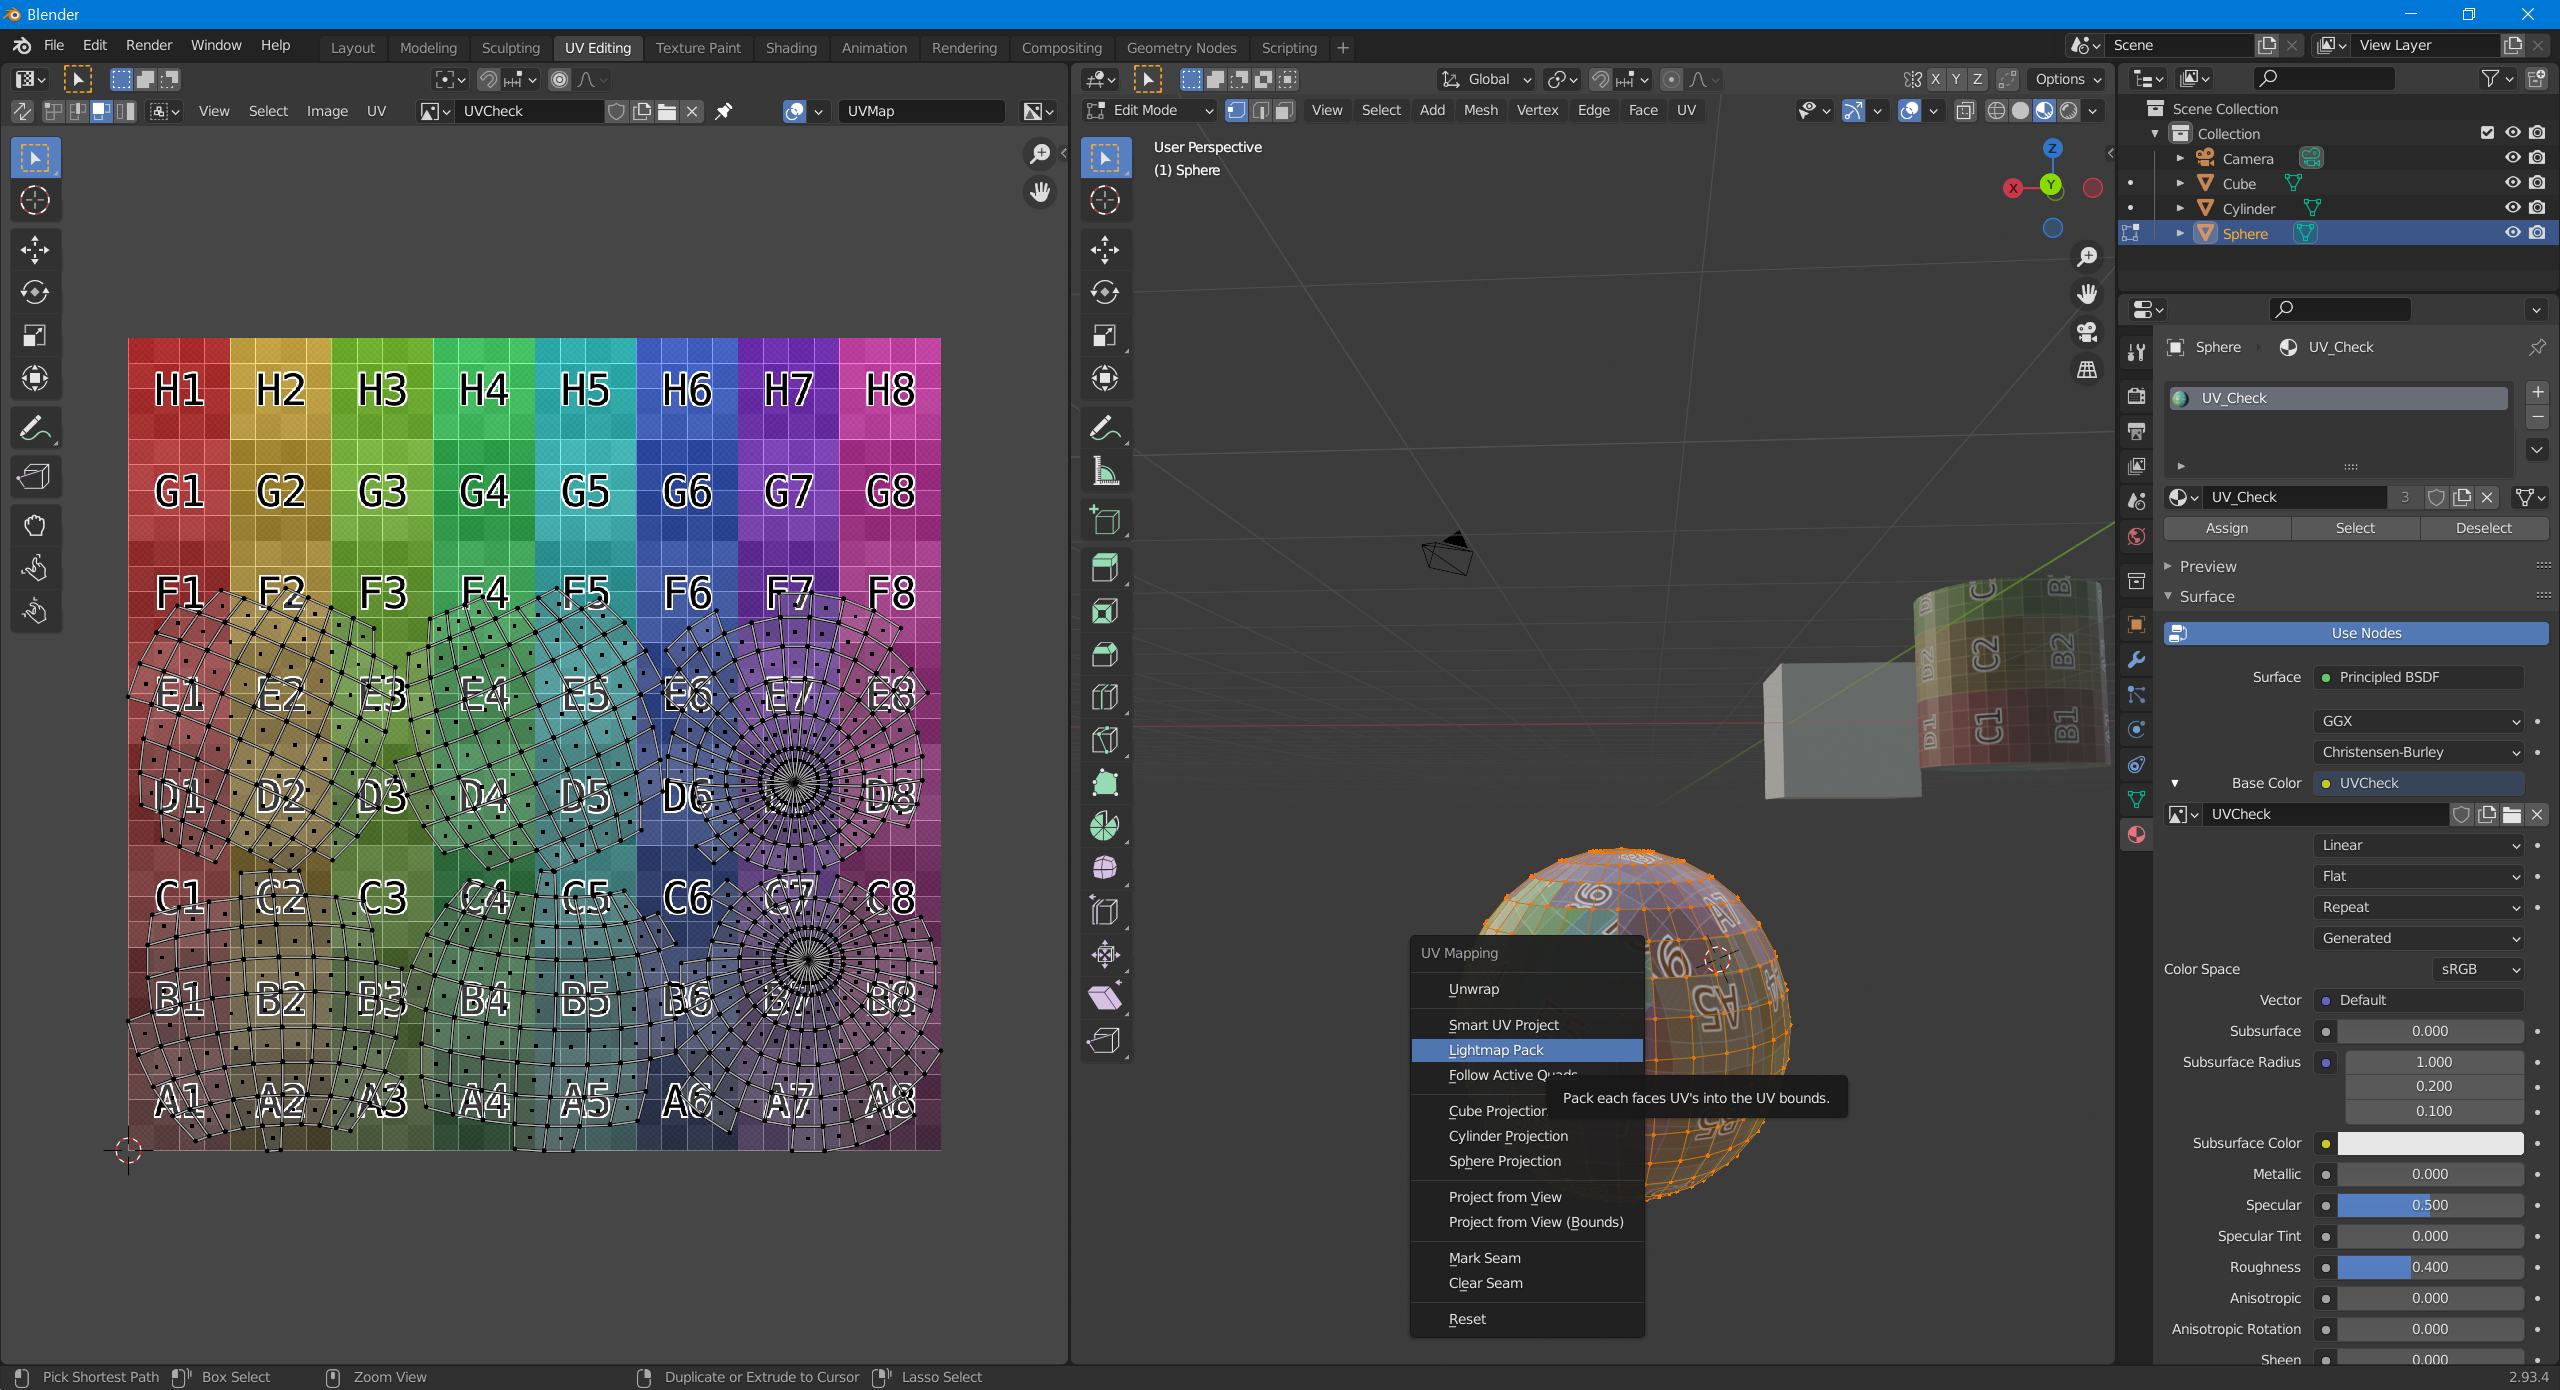 Blender
File Edit Render Window Help Layout Modeling Sculpting UV Editing Texture Paint Shading Animation Rendering Compositing Geometry Nodes Scripting + Scene View Layer
Global X Y Z Options
View Select Image UV UVCheck UVMap
Edit Mode View Select Add Mesh Vertex Edge Face UV
User Perspective
(1) Sphere
Z
X Y
H1 H2 H3 H4 H5 H6 H7 H8
G1 G2 G3 G4 G5 G6 G7 G8
F1 F2 F3 F4 F5 F6 F7 F8
E1 E2 E3 E4 E5 E6 E7 E8
D1 D2 D3 D4 D5 D6 D7 D8
C1 C2 C3 C4 C5 C6 C7 C8
B1 B2 B3 B4 B5 B6 B7 B8
A1 A2 A3 A4 A5 A6 A7 A8
D2 C2 B2
D1 C1 B1
A5
UV Mapping
Unwrap
Smart UV Project
Lightmap Pack
Follow Active Quads
Pack each faces UV's into the UV bounds.
Cube Projection
Cylinder Projection
Sphere Projection
Project from View
Project from View (Bounds)
Mark Seam
Clear Seam
Reset
Scene Collection
Collection
Camera
Cube
Cylinder
Sphere
Sphere UV_Check
UV_Check
UV_Check 3
Assign Select Deselect
Preview
Surface
Use Nodes
Surface Principled BSDF
GGX
Christensen-Burley
Base Color UVCheck
UVCheck
Linear
Flat
Repeat
Generated
Color Space sRGB
Vector Default
Subsurface 0.000
Subsurface Radius 1.000
0.200
0.100
Subsurface Color
Metallic 0.000
Specular 0.500
Specular Tint 0.000
Roughness 0.400
Anisotropic 0.000
Anisotropic Rotation 0.000
Sheen 0.000
Pick Shortest Path Box Select Zoom View Duplicate or Extrude to Cursor Lasso Select 2.93.4